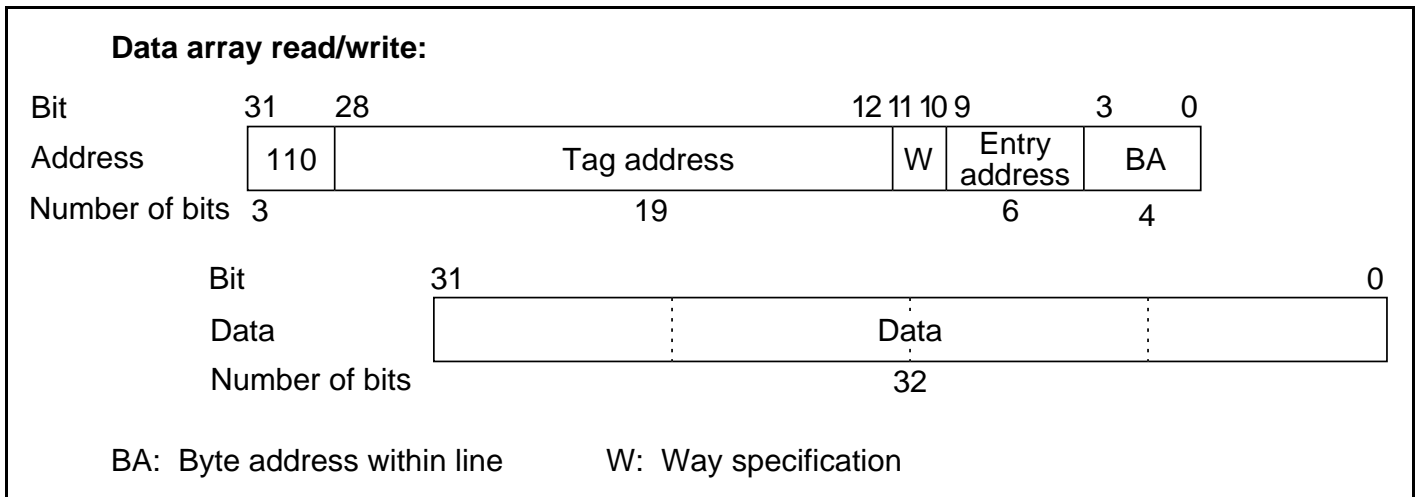 Data array read/write:
Bit 31 28 12 11 10 9 3 0
Address 110 Tag address W Entry address BA
Number of bits 3 19 6 4
Bit 31 0
Data Data
Number of bits 32
BA: Byte address within line W: Way specification